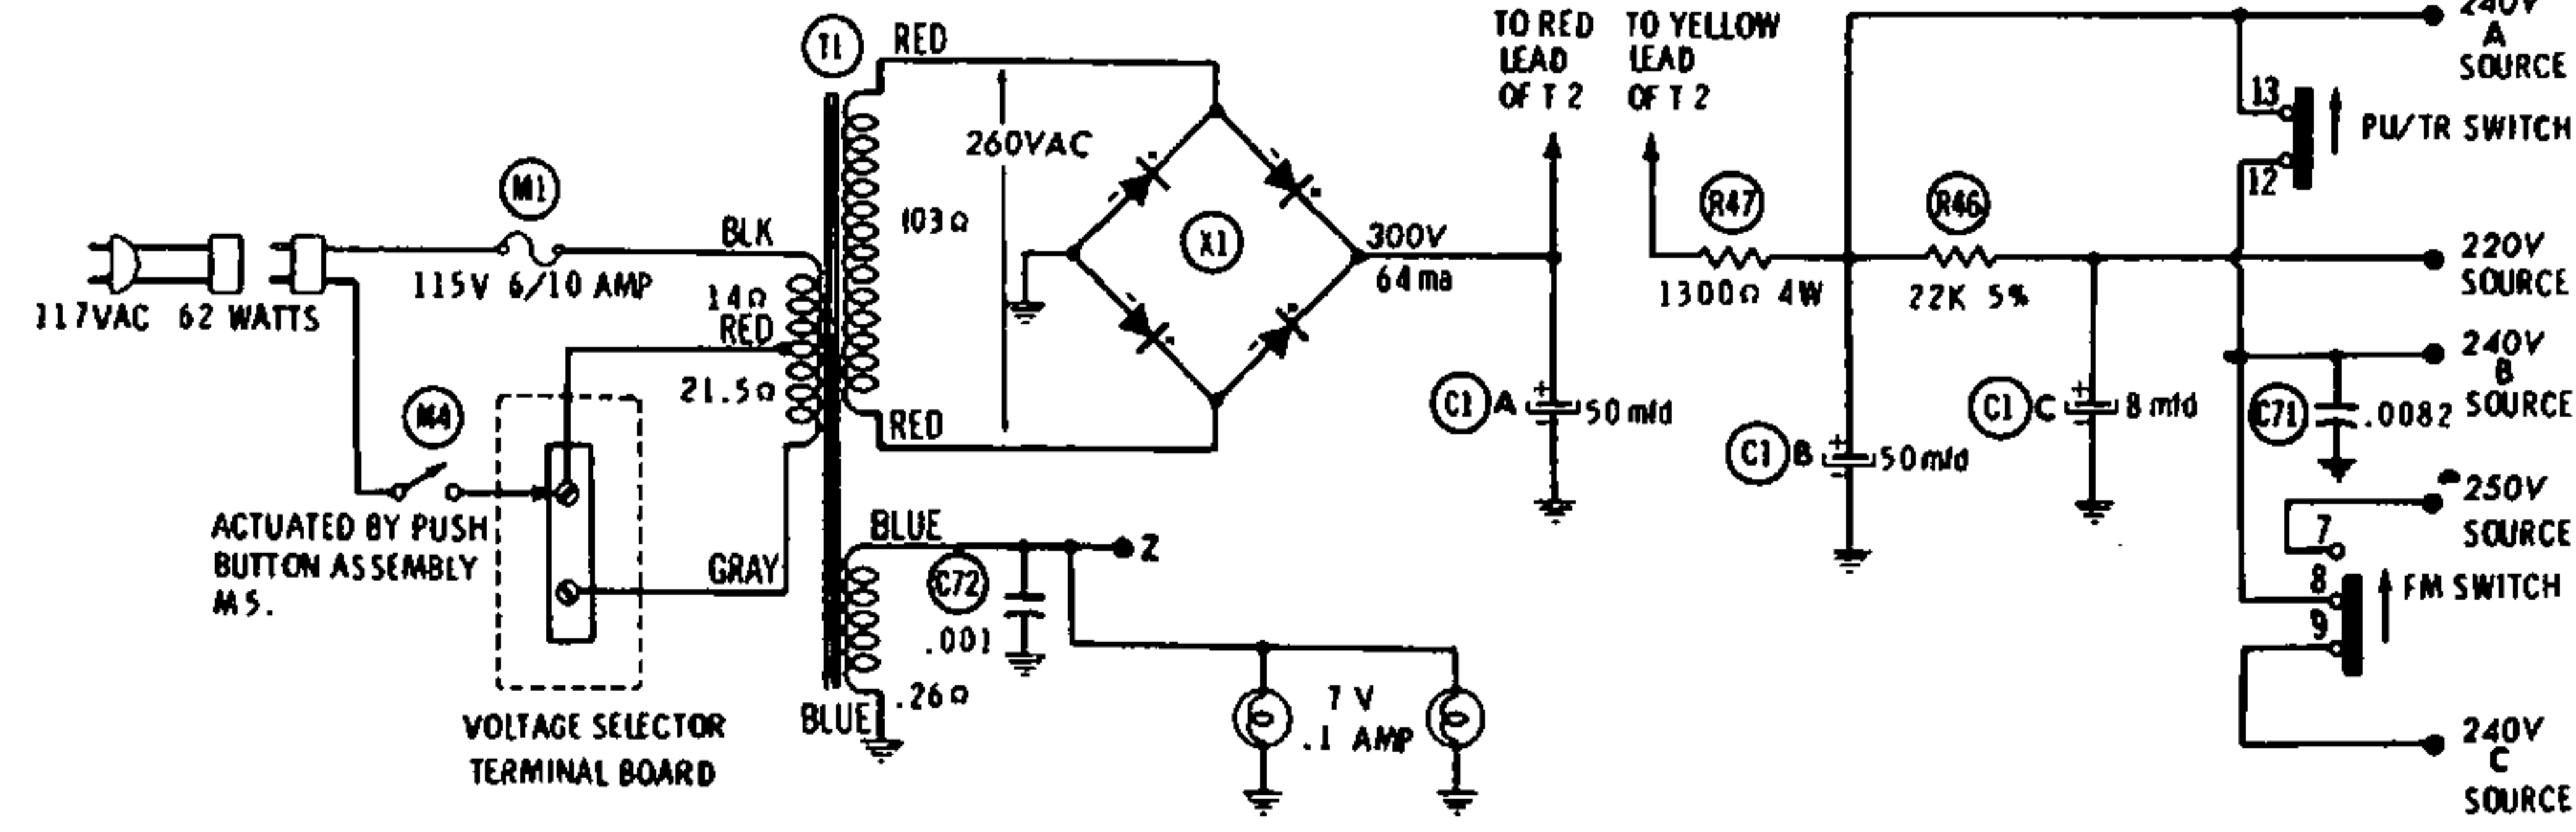 T1
RED
260VAC
103Ω
RED
X1
300V
64 ma
M1
BLK
115V 6/10 AMP
117VAC 62 WATTS
14Ω
RED
21.5Ω
M4
ACTUATED BY PUSH
BUTTON ASSEMBLY
M5.
GRAY
VOLTAGE SELECTOR
TERMINAL BOARD
BLUE
2
C72
.001
.26Ω
BLUE
7 V
.1 AMP
TO RED
LEAD
OF T 2
TO YELLOW
LEAD
OF T 2
R47
1300Ω 4W
R46
22K 5%
C1 A
+
-
50 mfd
C1 B
+
-
50 mfd
C1 C
+
-
8 mfd
240V
A
SOURCE
13
PU/TR SWITCH
12
220V
SOURCE
240V
B
SOURCE
C71
.0082
250V
SOURCE
7
8
FM SWITCH
9
240V
C
SOURCE